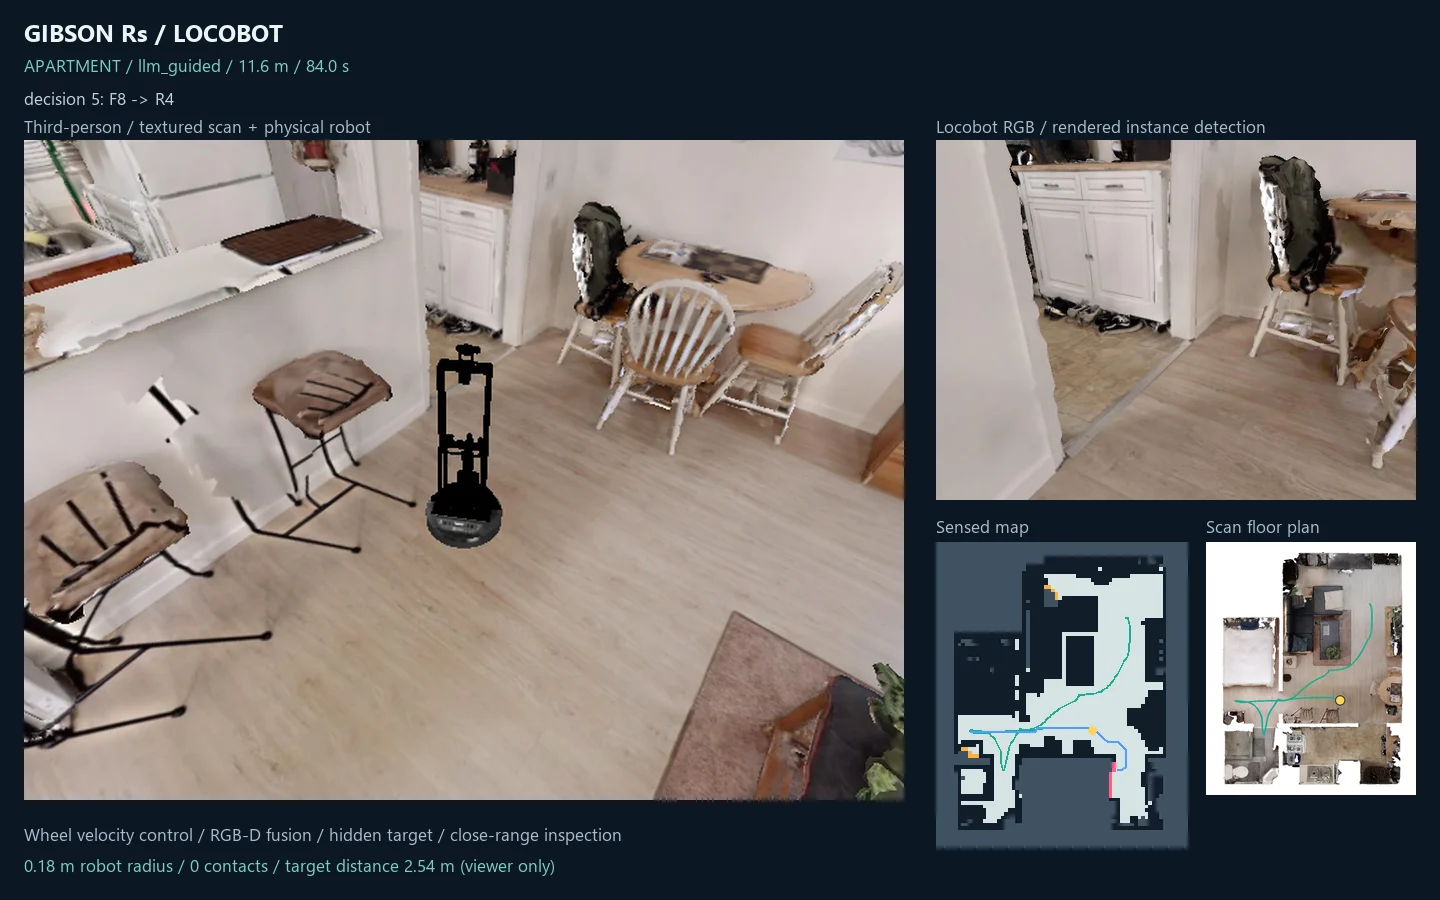 GIBSON Rs / LOCOBOT
APARTMENT / llm_guided / 11.6 m / 84.0 s
decision 5: F8 -> R4
Third-person / textured scan + physical robot
Locobot RGB / rendered instance detection
Sensed map
Scan floor plan
Wheel velocity control / RGB-D fusion / hidden target / close-range inspection
0.18 m robot radius / 0 contacts / target distance 2.54 m (viewer only)